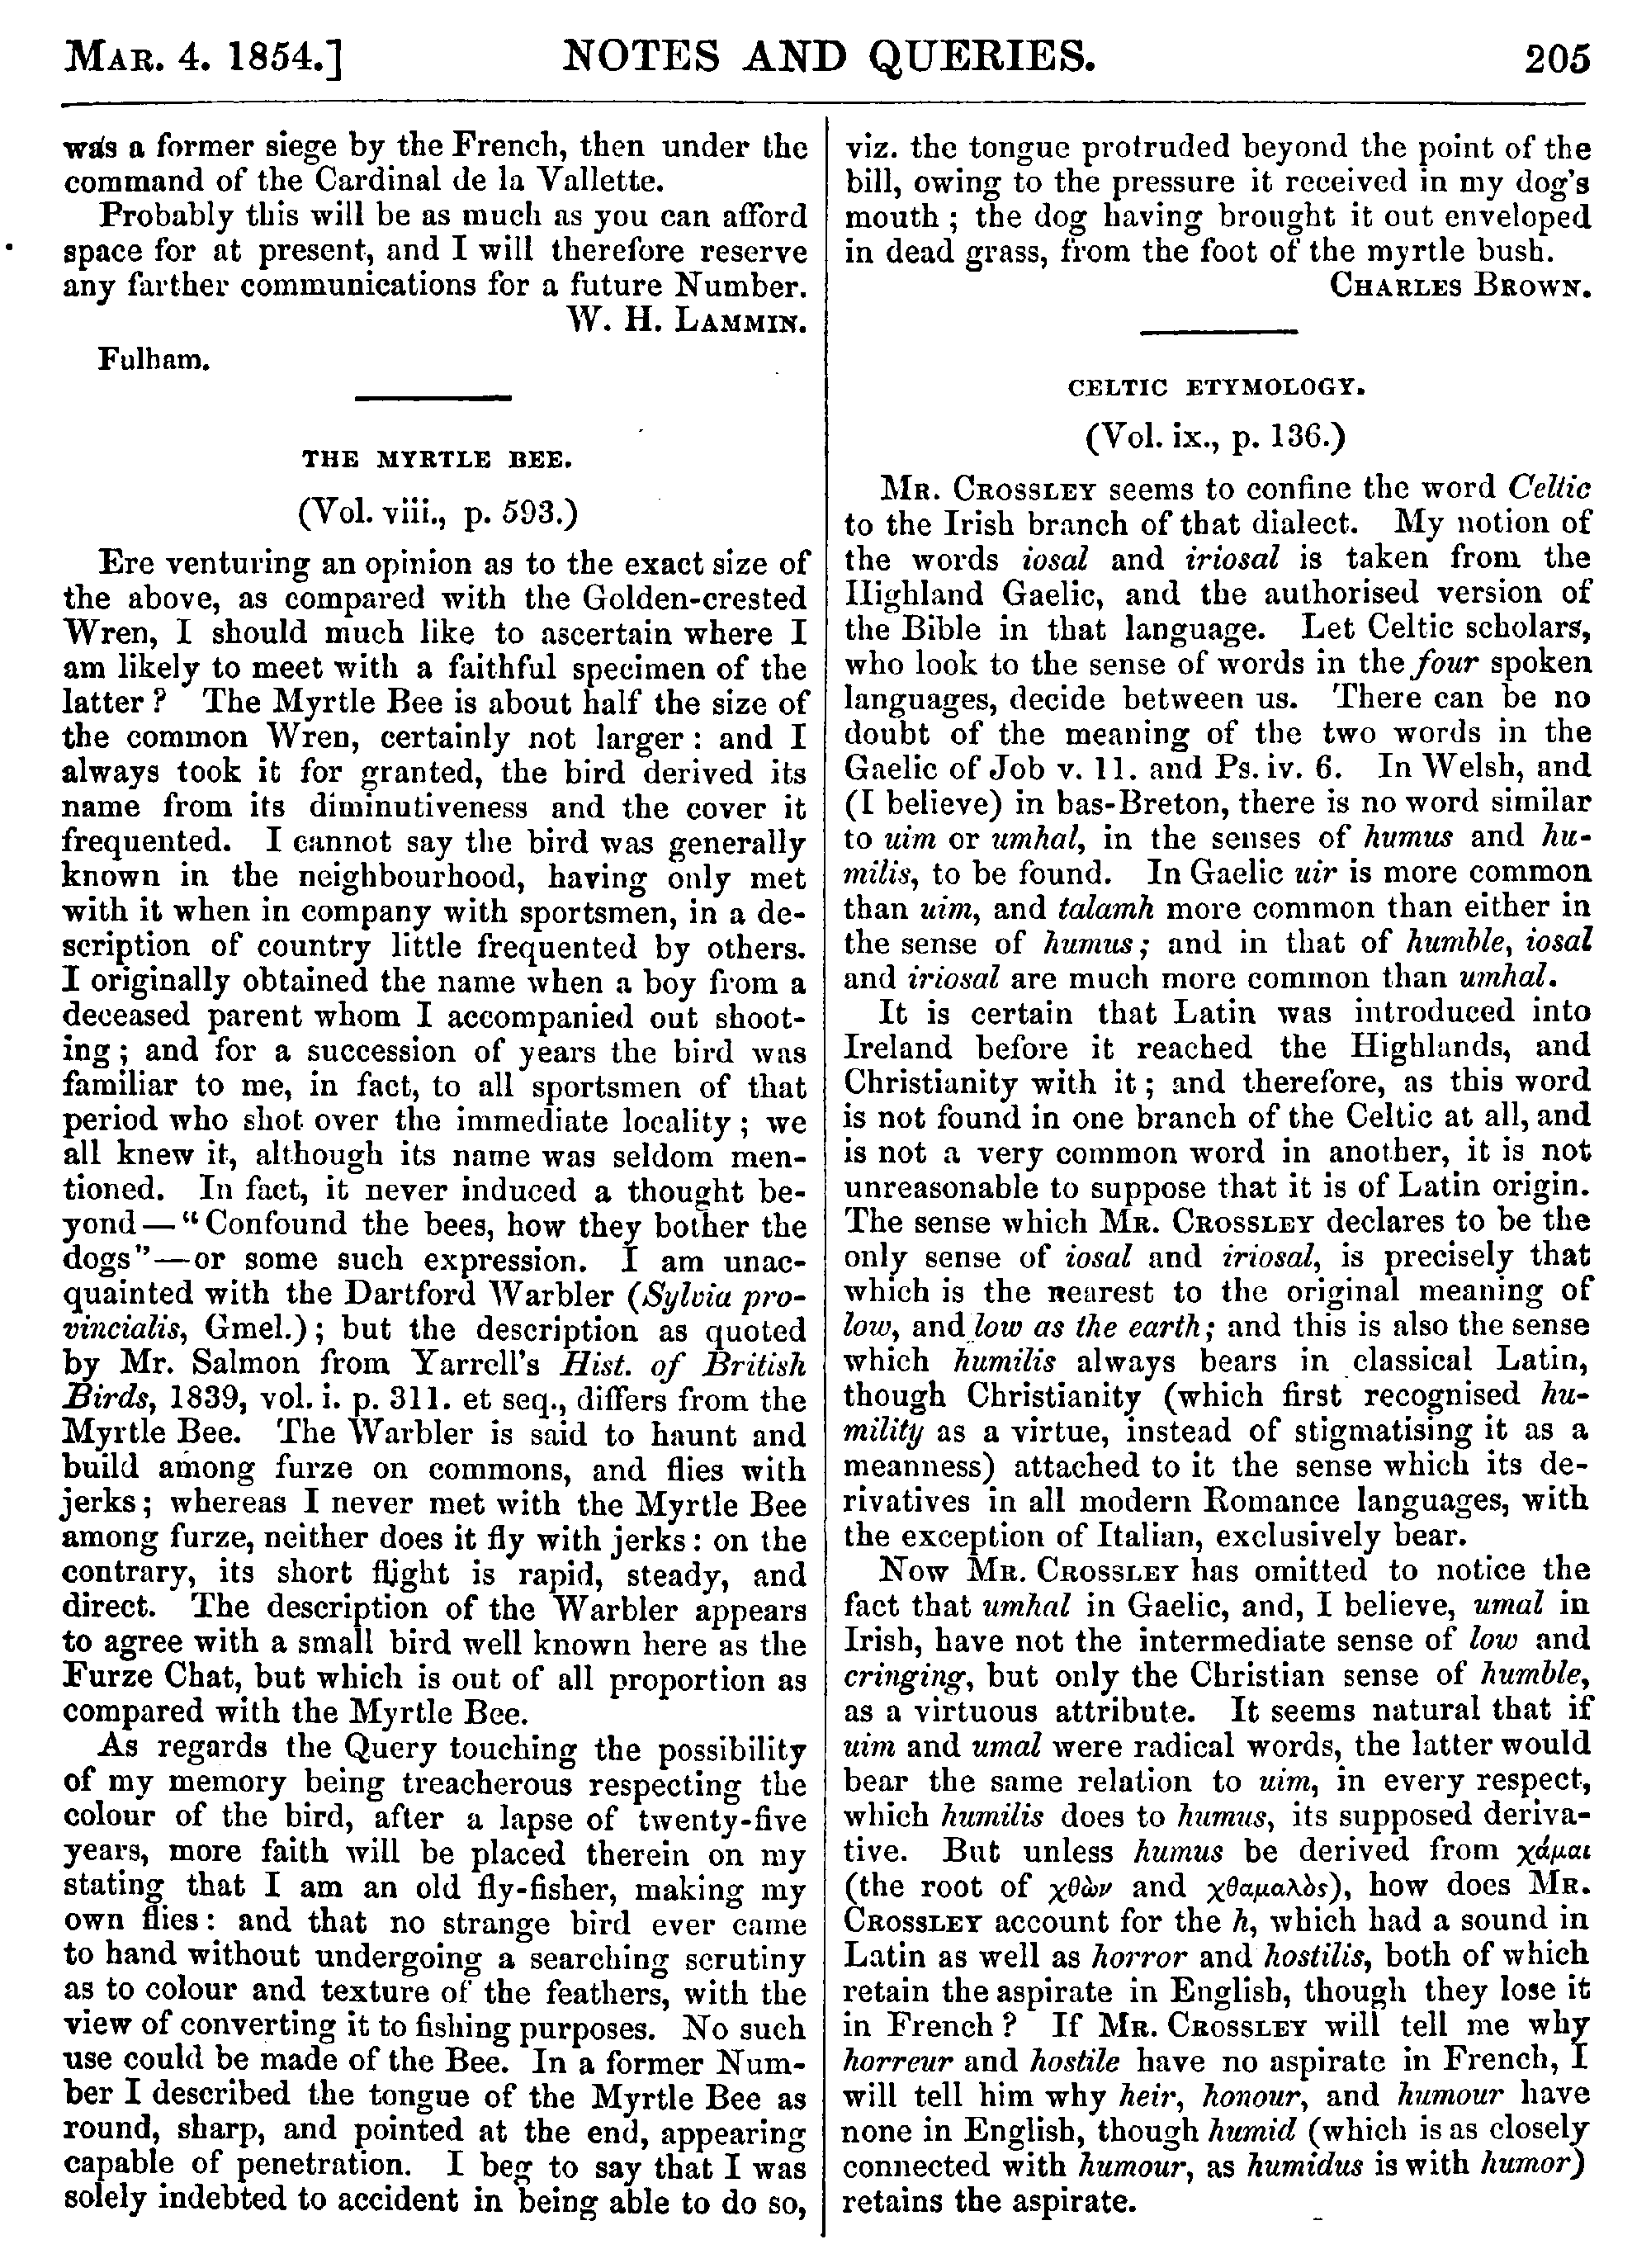 MAR. 4. 1854.] NOTES AND QUERIES. 205
was a former siege by the French, then under the
command of the Cardinal de la Vallette.
Probably this will be as much as you can afford
space for at present, and I will therefore reserve
any farther communications for a future Number.
W. H. LAMMIN.
Fulham.
THE MYRTLE BEE.
(Vol. viii., p. 593.)
Ere venturing an opinion as to the exact size of
the above, as compared with the Golden-crested
Wren, I should much like to ascertain where I
am likely to meet with a faithful specimen of the
latter? The Myrtle Bee is about half the size of
the common Wren, certainly not larger: and I
always took it for granted, the bird derived its
name from its diminutiveness and the cover it
frequented. I cannot say the bird was generally
known in the neighbourhood, having only met
with it when in company with sportsmen, in a de-
scription of country little frequented by others.
I originally obtained the name when a boy from a
deceased parent whom I accompanied out shoot-
ing; and for a succession of years the bird was
familiar to me, in fact, to all sportsmen of that
period who shot over the immediate locality; we
all knew it, although its name was seldom men-
tioned. In fact, it never induced a thought be-
yond—"Confound the bees, how they bother the
dogs"—or some such expression. I am unac-
quainted with the Dartford Warbler (Sylvia pro-
vincialis, Gmel.); but the description as quoted
by Mr. Salmon from Yarrell's Hist. of British
Birds, 1839, vol. i. p. 311. et seq., differs from the
Myrtle Bee. The Warbler is said to haunt and
build among furze on commons, and flies with
jerks; whereas I never met with the Myrtle Bee
among furze, neither does it fly with jerks: on the
contrary, its short flight is rapid, steady, and
direct. The description of the Warbler appears
to agree with a small bird well known here as the
Furze Chat, but which is out of all proportion as
compared with the Myrtle Bee.
As regards the Query touching the possibility
of my memory being treacherous respecting the
colour of the bird, after a lapse of twenty-five
years, more faith will be placed therein on my
stating that I am an old fly-fisher, making my
own flies: and that no strange bird ever came
to hand without undergoing a searching scrutiny
as to colour and texture of the feathers, with the
view of converting it to fishing purposes. No such
use could be made of the Bee. In a former Num-
ber I described the tongue of the Myrtle Bee as
round, sharp, and pointed at the end, appearing
capable of penetration. I beg to say that I was
solely indebted to accident in being able to do so,
viz. the tongue protruded beyond the point of the
bill, owing to the pressure it received in my dog's
mouth; the dog having brought it out enveloped
in dead grass, from the foot of the myrtle bush.
CHARLES BROWN.
CELTIC ETYMOLOGY.
(Vol. ix., p. 136.)
MR. CROSSLEY seems to confine the word Celtic
to the Irish branch of that dialect. My notion of
the words iosal and iriosal is taken from the
Highland Gaelic, and the authorised version of
the Bible in that language. Let Celtic scholars,
who look to the sense of words in the four spoken
languages, decide between us. There can be no
doubt of the meaning of the two words in the
Gaelic of Job v. 11. and Ps. iv. 6. In Welsh, and
(I believe) in bas-Breton, there is no word similar
to uim or umhal, in the senses of humus and hu-
milis, to be found. In Gaelic uir is more common
than uim, and talamh more common than either in
the sense of humus; and in that of humble, iosal
and iriosal are much more common than umhal.
It is certain that Latin was introduced into
Ireland before it reached the Highlands, and
Christianity with it; and therefore, as this word
is not found in one branch of the Celtic at all, and
is not a very common word in another, it is not
unreasonable to suppose that it is of Latin origin.
The sense which MR. CROSSLEY declares to be the
only sense of iosal and iriosal, is precisely that
which is the nearest to the original meaning of
low, and low as the earth; and this is also the sense
which humilis always bears in classical Latin,
though Christianity (which first recognised hu-
mility as a virtue, instead of stigmatising it as a
meanness) attached to it the sense which its de-
rivatives in all modern Romance languages, with
the exception of Italian, exclusively bear.
Now MR. CROSSLEY has omitted to notice the
fact that umhal in Gaelic, and, I believe, umal in
Irish, have not the intermediate sense of low and
cringing, but only the Christian sense of humble,
as a virtuous attribute. It seems natural that if
uim and umal were radical words, the latter would
bear the same relation to uim, in every respect,
which humilis does to humus, its supposed deriva-
tive. But unless humus be derived from χάμαι
(the root of χθὼν and χθαμαλὸς), how does MR.
CROSSLEY account for the h, which had a sound in
Latin as well as horror and hostilis, both of which
retain the aspirate in English, though they lose it
in French? If MR. CROSSLEY will tell me why
horreur and hostile have no aspirate in French, I
will tell him why heir, honour, and humour have
none in English, though humid (which is as closely
connected with humour, as humidus is with humor)
retains the aspirate.